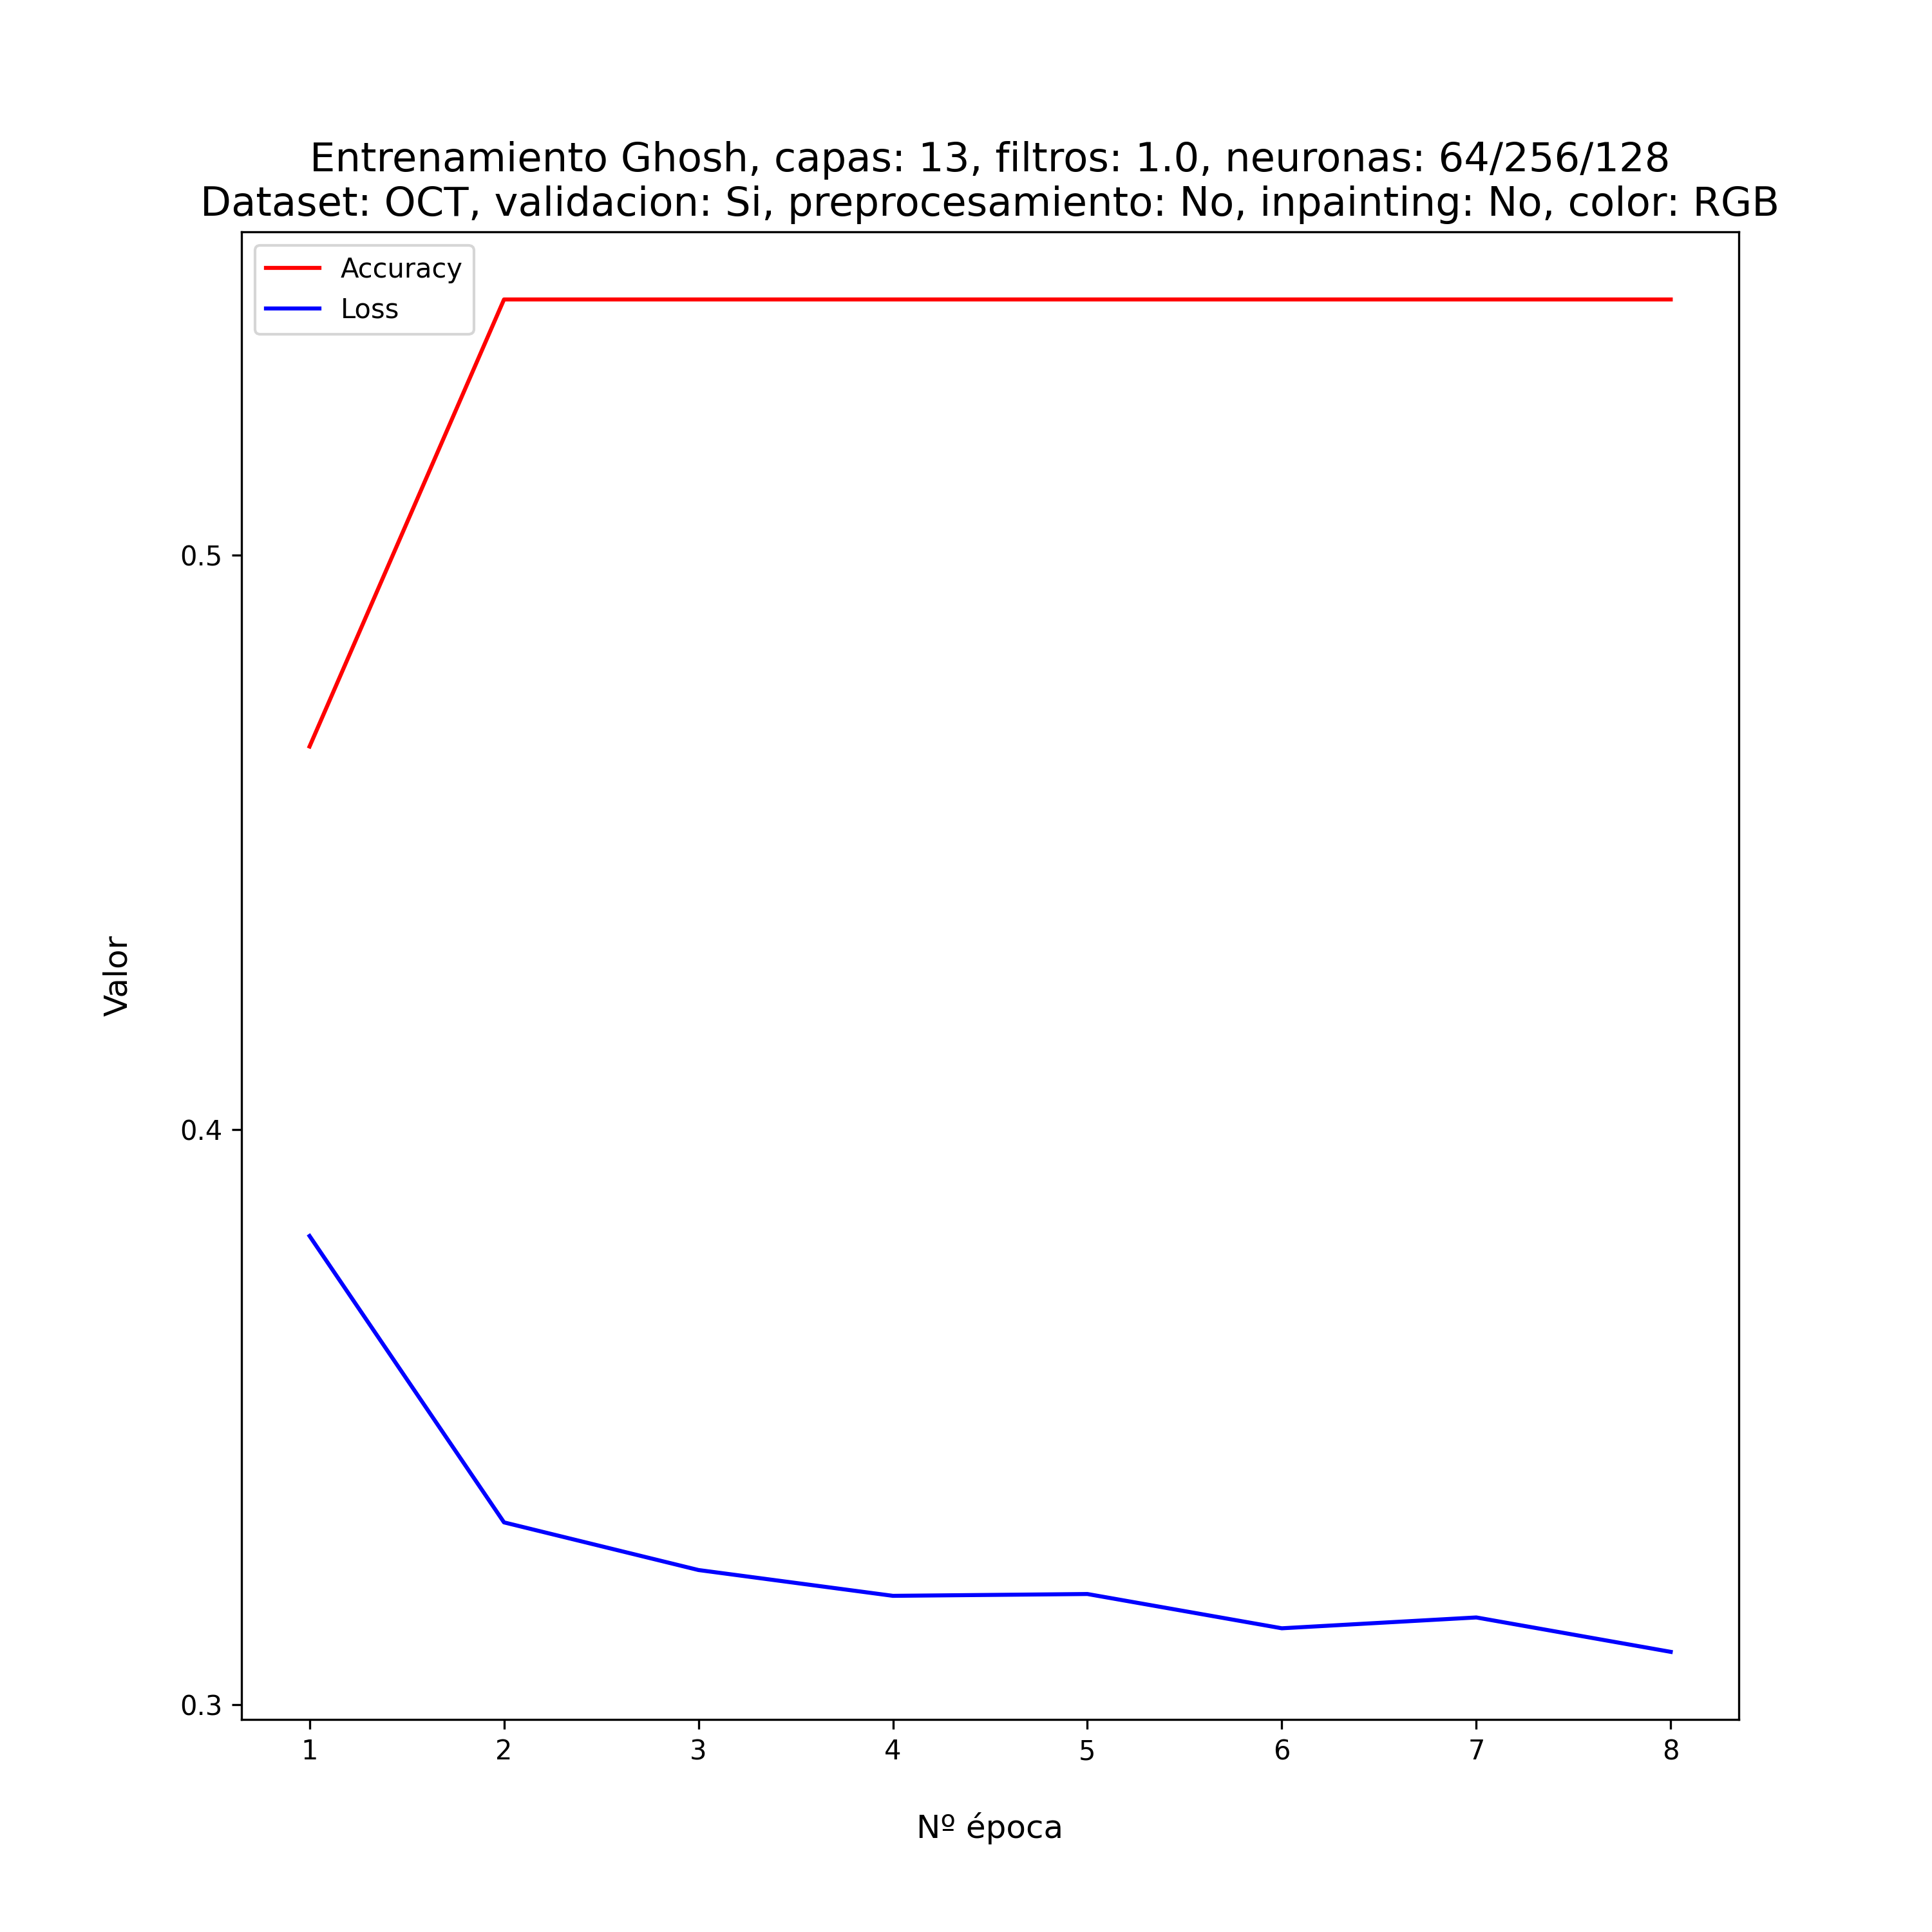 Entrenamiento Ghosh, capas: 13, filtros: 1.0, neuronas: 64/256/128
Dataset: OCT, validacion: Si, preprocesamiento: No, inpainting: No, color: RGB
Accuracy
Loss
0.5
0.4
0.3
Valor
1 2 3 4 5 6 7 8
Nº época